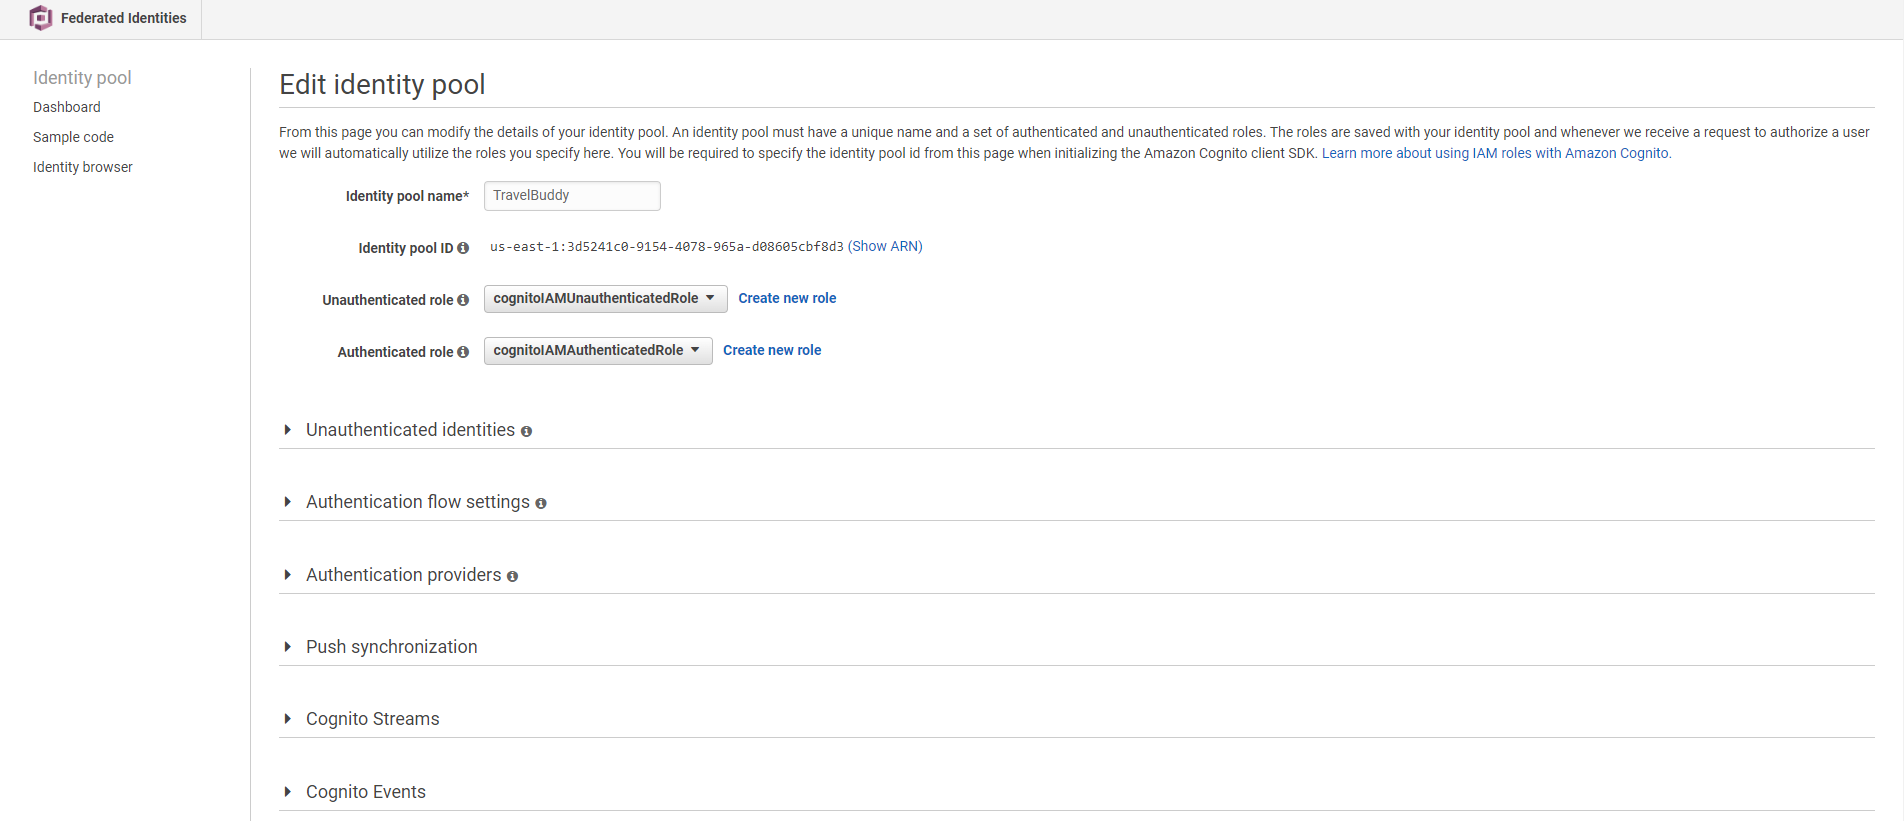 Federated Identities
Identity pool
Dashboard
Sample code
Identity browser
Edit identity pool
From this page you can modify the details of your identity pool. An identity pool must have a unique name and a set of authenticated and unauthenticated roles. The roles are saved with your identity pool and whenever we receive a request to authorize a user
we will automatically utilize the roles you specify here. You will be required to specify the identity pool id from this page when initializing the Amazon Cognito client SDK. Learn more about using IAM roles with Amazon Cognito.
Identity pool name* TravelBuddy
Identity pool ID us-east-1:3d5241c0-9154-4078-965a-d08605cbf8d3 (Show ARN)
Unauthenticated role cognitoIAMUnauthenticatedRole Create new role
Authenticated role cognitoIAMAuthenticatedRole Create new role
Unauthenticated identities
Authentication flow settings
Authentication providers
Push synchronization
Cognito Streams
Cognito Events